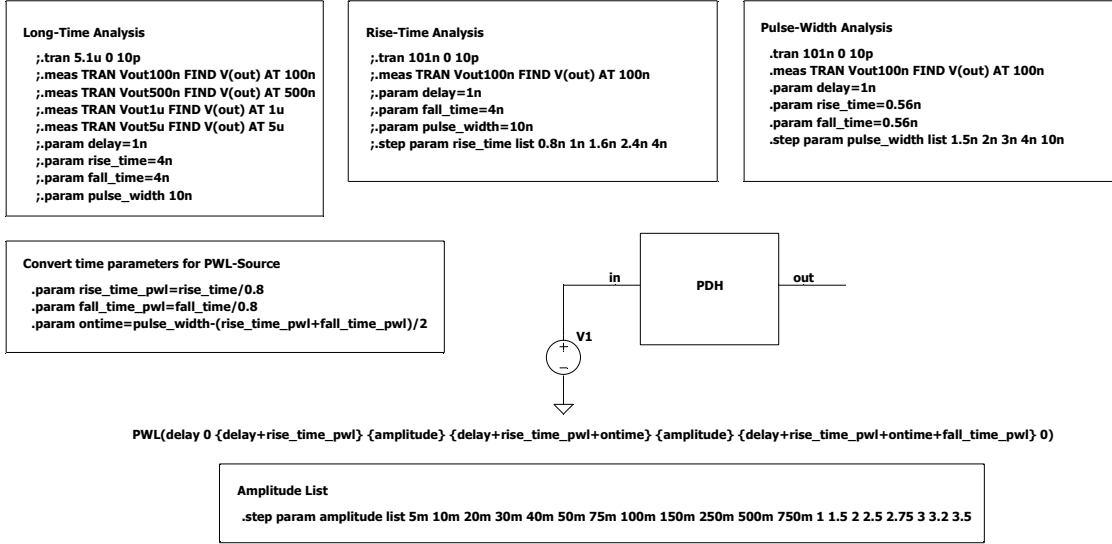 Long-Time Analysis
;.tran 5.1u 0 10p
;.meas TRAN Vout100n FIND V(out) AT 100n
;.meas TRAN Vout500n FIND V(out) AT 500n
;.meas TRAN Vout1u FIND V(out) AT 1u
;.meas TRAN Vout5u FIND V(out) AT 5u
;.param delay=1n
;.param rise_time=4n
;.param fall_time=4n
;.param pulse_width 10n
Rise-Time Analysis
;.tran 101n 0 10p
;.meas TRAN Vout100n FIND V(out) AT 100n
;.param delay=1n
;.param fall_time=4n
;.param pulse_width=10n
;.step param rise_time list 0.8n 1n 1.6n 2.4n 4n
Pulse-Width Analysis
.tran 101n 0 10p
.meas TRAN Vout100n FIND V(out) AT 100n
.param delay=1n
.param rise_time=0.56n
.param fall_time=0.56n
.step param pulse_width list 1.5n 2n 3n 4n 10n
Convert time parameters for PWL-Source
.param rise_time_pwl=rise_time/0.8
.param fall_time_pwl=fall_time/0.8
.param ontime=pulse_width-(rise_time_pwl+fall_time_pwl)/2
in
PDH
out
V1
PWL(delay 0 {delay+rise_time_pwl} {amplitude} {delay+rise_time_pwl+ontime} {amplitude} {delay+rise_time_pwl+ontime+fall_time_pwl} 0)
Amplitude List
.step param amplitude list 5m 10m 20m 30m 40m 50m 75m 100m 150m 250m 500m 750m 1 1.5 2 2.5 2.75 3 3.2 3.5